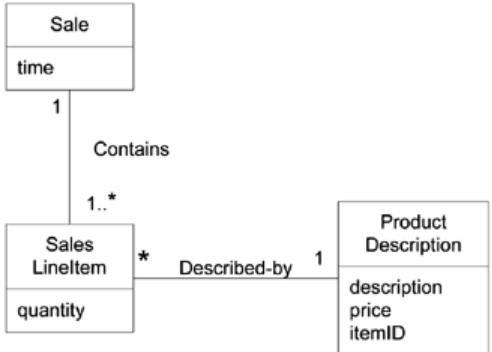 Sale
time
1
Contains
1..*
Sales
LineItem
quantity
* Described-by 1
Product
Description
description
price
itemID